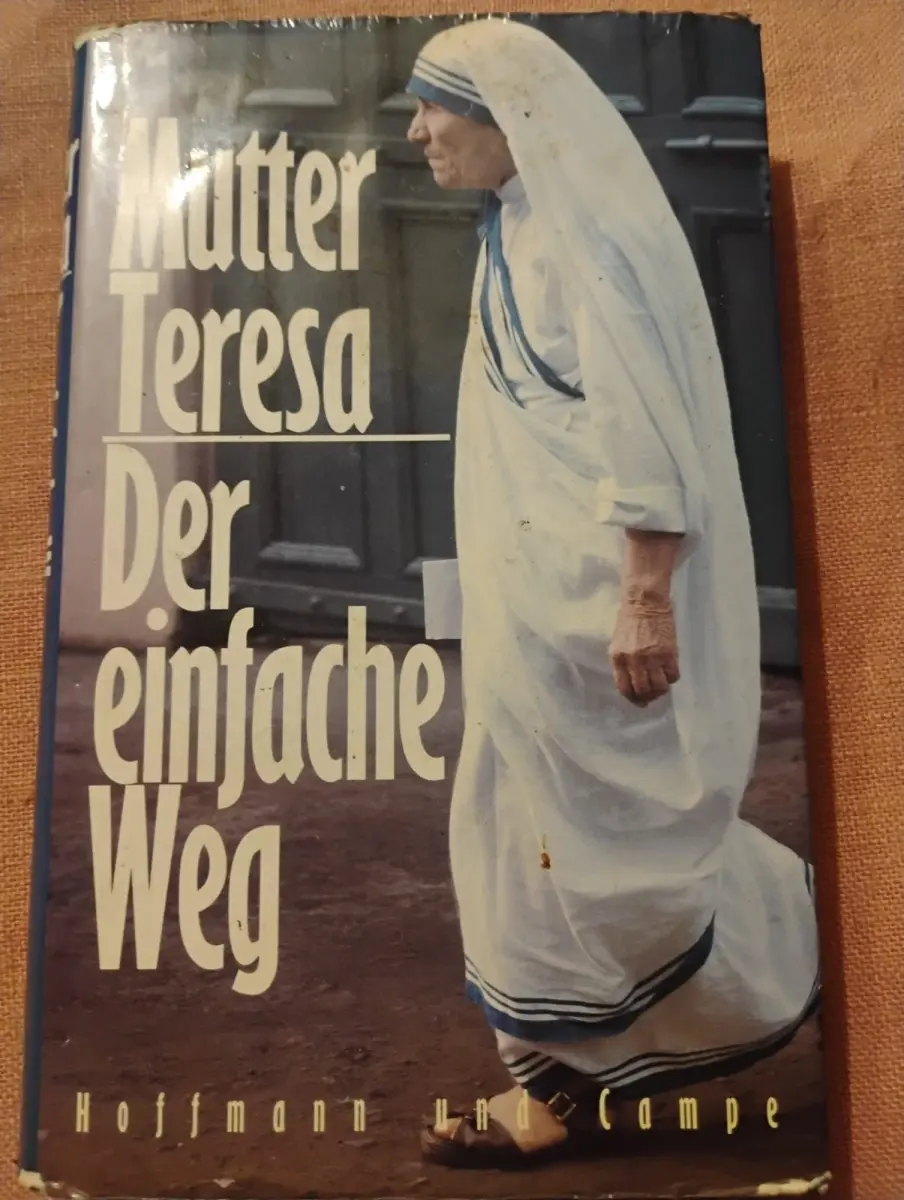 Mutter
Teresa
Der
einfache
Weg
Hoffmann und Campe